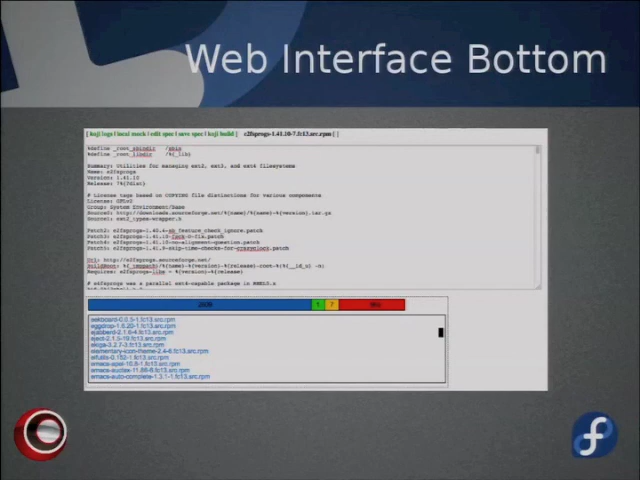 Web Interface Bottom
[ koji logs | local mock | edit spec | save spec | koji build ] e2fsprogs-1.41.10-7.fc13.src.rpm [ ]
%define _root_sbindir /sbin
%define _root_libdir /%{_lib}
Summary: Utilities for managing ext2, ext3, and ext4 filesystems
Name: e2fsprogs
Version: 1.41.10
Release: 7%{?dist}
# License tags based on COPYING file distinctions for various components
License: GPLv2
Group: System Environment/Base
Source0: http://downloads.sourceforge.net/%{name}/%{name}-%{version}.tar.gz
Source1: ext2_types-wrapper.h
Patch2: e2fsprogs-1.40.4-sb_feature_check_ignore.patch
Patch3: e2fsprogs-1.41.10-fsck-D-fix.patch
Patch4: e2fsprogs-1.41.10-no-alignment-question.patch
Patch5: e2fsprogs-1.41.9-skip-time-checks-for-crazyclock.patch
Url: http://e2fsprogs.sourceforge.net/
BuildRoot: %{_tmppath}/%{name}-%{version}-%{release}-root-%(%{__id_u} -n)
Requires: e2fsprogs-libs = %{version}-%{release}
# e4fsprogs was a parallel ext4-capable package in RHEL5.x
eekboard-0.0.5-1.fc13.src.rpm
eggdrop-1.6.20-1.fc13.src.rpm
ejabberd-2.1.6-4.fc13.src.rpm
eject-2.1.5-19.fc13.src.rpm
ekiga-3.2.7-3.fc13.src.rpm
elementary-icon-theme-2.4-6.fc13.src.rpm
elfutils-0.152-1.fc13.src.rpm
emacs-apel-10.8-1.fc13.src.rpm
emacs-auctex-11.86-6.fc13.src.rpm
emacs-auto-complete-1.3.1-1.fc13.src.rpm